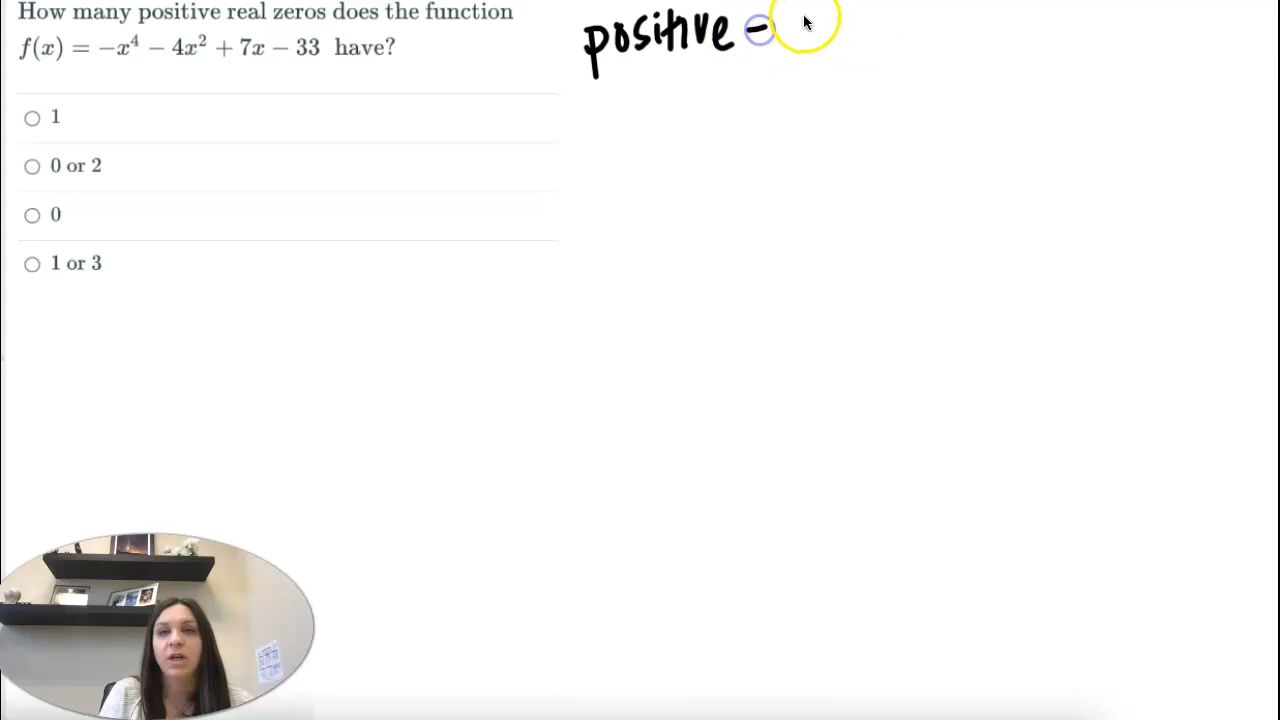 How many positive real zeros does the function
f(x) = −x⁴ − 4x² + 7x − 33 have?
positive -
1
0 or 2
0
1 or 3